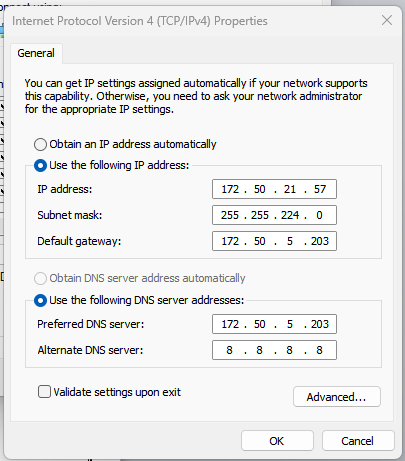 Internet Protocol Version 4 (TCP/IPv4) Properties
General
You can get IP settings assigned automatically if your network supports
this capability. Otherwise, you need to ask your network administrator
for the appropriate IP settings.
Obtain an IP address automatically
Use the following IP address:
IP address: 172 . 50 . 21 . 57
Subnet mask: 255 . 255 . 224 . 0
Default gateway: 172 . 50 . 5 . 203
Obtain DNS server address automatically
Use the following DNS server addresses:
Preferred DNS server: 172 . 50 . 5 . 203
Alternate DNS server: 8 . 8 . 8 . 8
Validate settings upon exit
Advanced...
OK Cancel